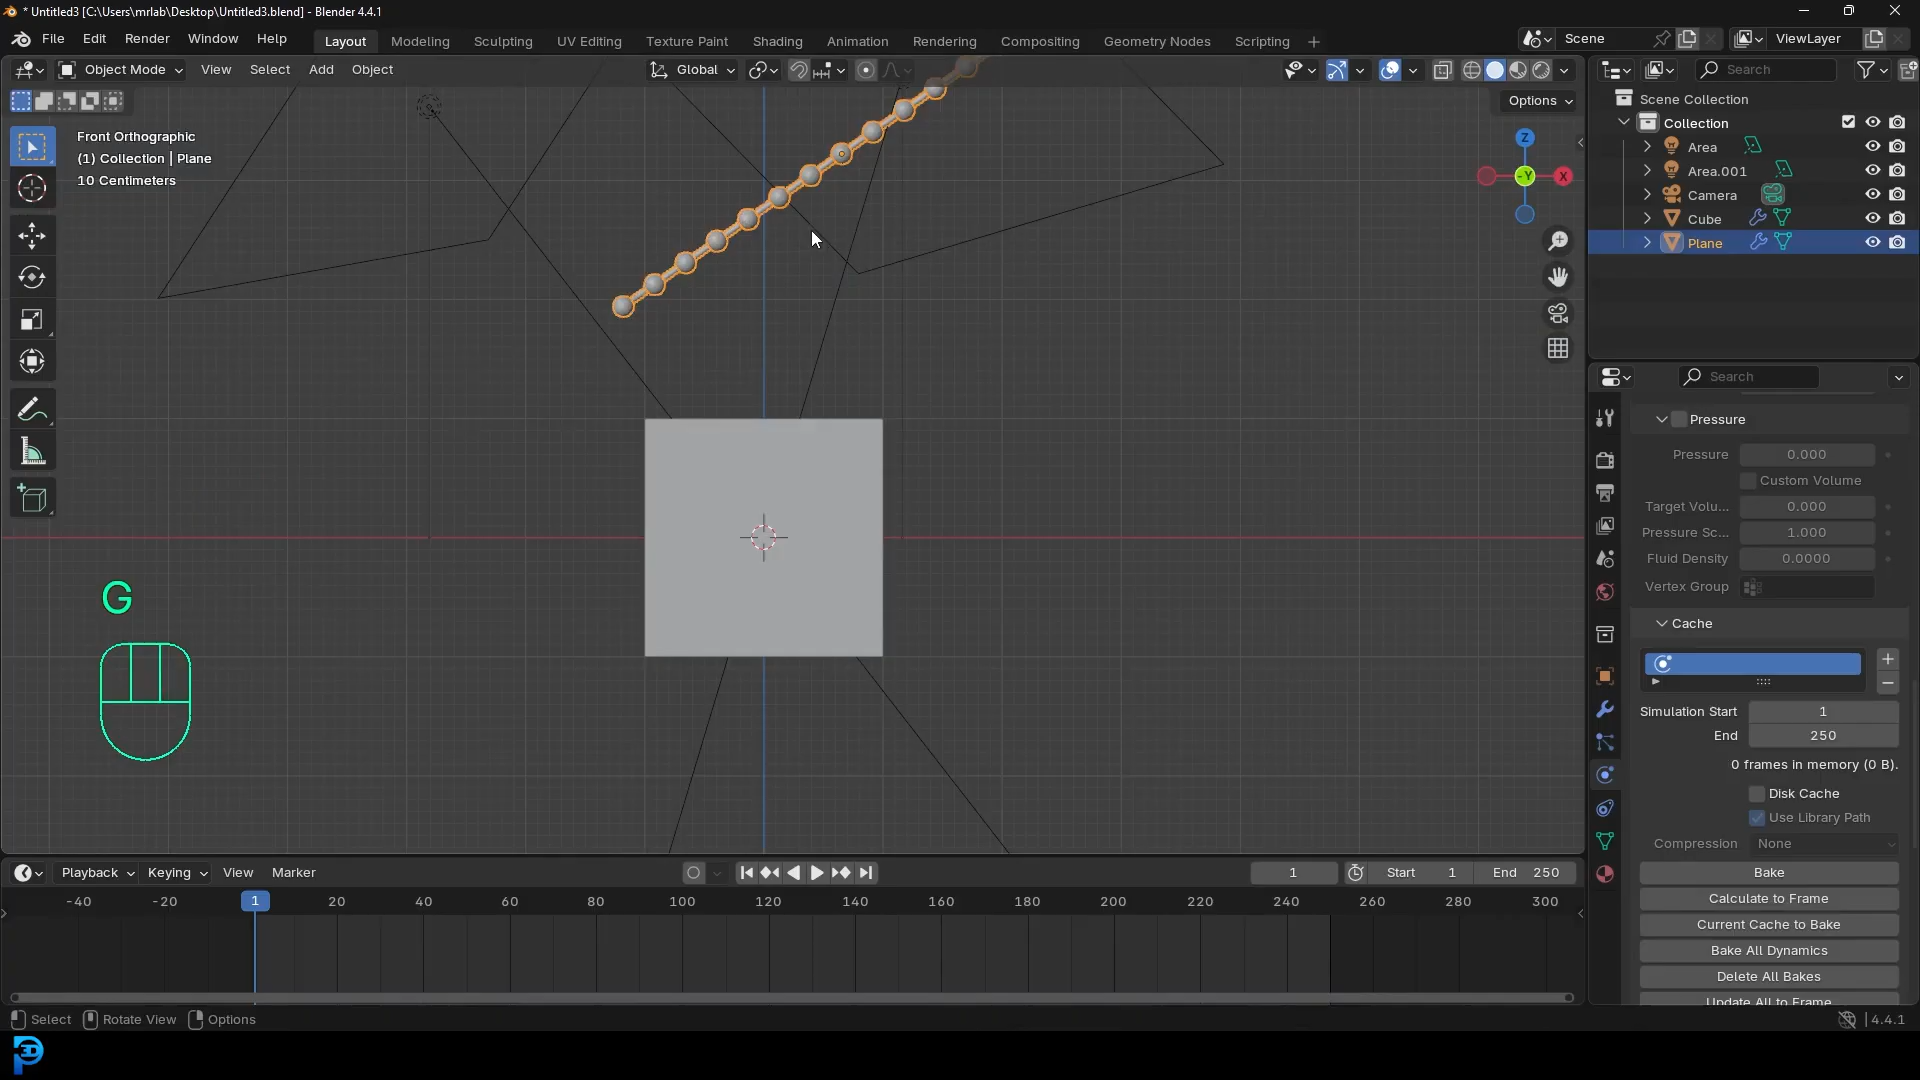 * Untitled3 [C:\Users\mrlab\Desktop\Untitled3.blend] - Blender 4.4.1
File Edit Render Window Help Layout Modeling Sculpting UV Editing Texture Paint Shading Animation Rendering Compositing Geometry Nodes Scripting + Scene ViewLayer
Object Mode View Select Add Object Global Search
Options
Front Orthographic
(1) Collection | Plane
10 Centimeters
Z
-Y
X
Scene Collection
Collection
Area
Area.001
Camera
Cube
Plane
Search
Pressure
Pressure 0.000
Custom Volume
Target Volu... 0.000
Pressure Sc... 1.000
Fluid Density 0.0000
Vertex Group
Cache
Simulation Start 1
End 250
0 frames in memory (0 B).
Disk Cache
Use Library Path
Compression None
Bake
Calculate to Frame
Current Cache to Bake
Bake All Dynamics
Delete All Bakes
Update All to Frame
G
Playback Keying View Marker 1 Start 1 End 250
-40 -20 1 20 40 60 80 100 120 140 160 180 200 220 240 260 280 300
Select Rotate View Options 4.4.1